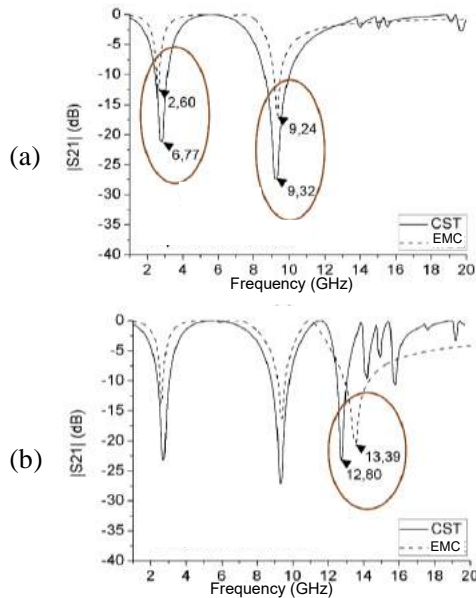 (a)
|S21| (dB)
0
-5
-10
-15
-20
-25
-30
-35
-40
2,60
6,77
9,24
9,32
CST
EMC
2 4 6 8 10 12 14 16 18 20
Frequency (GHz)
(b)
|S21| (dB)
0
-5
-10
-15
-20
-25
-30
-35
-40
13,39
12,80
CST
EMC
2 4 6 8 10 12 14 16 18 20
Frequency (GHz)